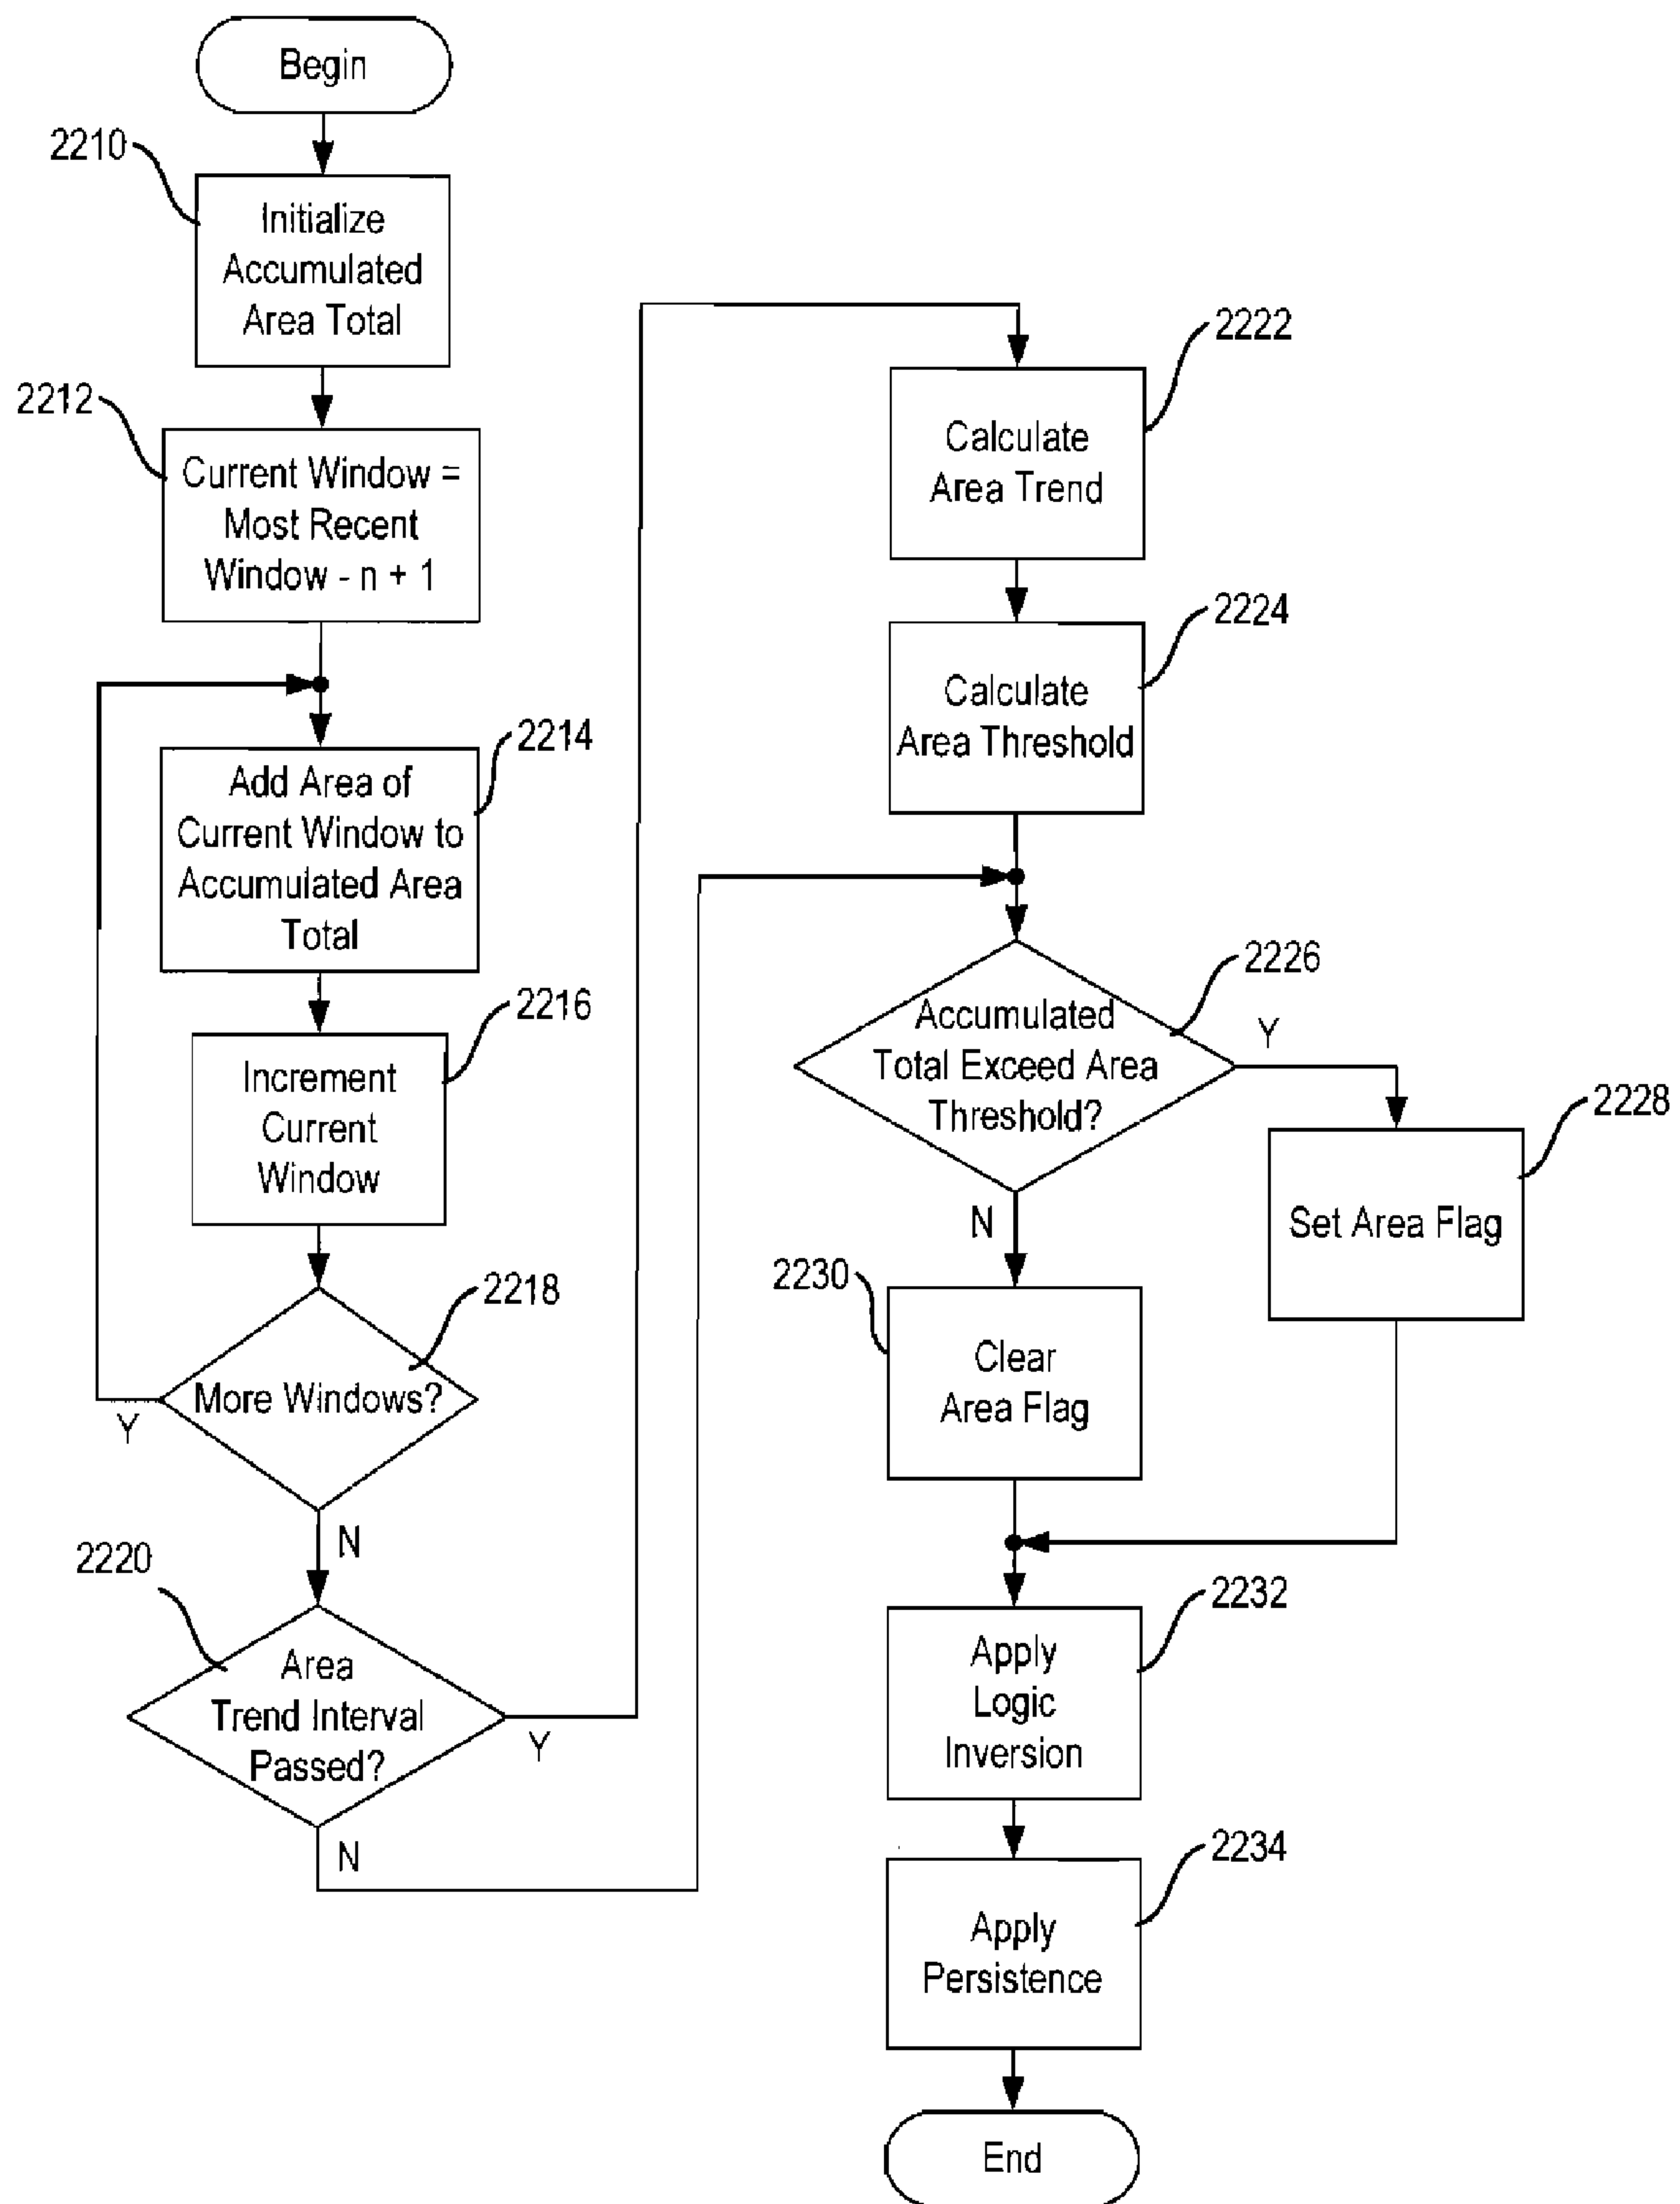 Begin
2210
Initialize
Accumulated
Area Total
2212
Current Window =
Most Recent
Window - n + 1
2214
Add Area of
Current Window to
Accumulated Area
Total
2216
Increment
Current
Window
2218
More Windows?
Y
N
2220
Area
Trend Interval
Passed?
Y
N
2222
Calculate
Area Trend
2224
Calculate
Area Threshold
2226
Accumulated
Total Exceed Area
Threshold?
Y
N
2228
Set Area Flag
2230
Clear
Area Flag
2232
Apply
Logic
Inversion
2234
Apply
Persistence
End